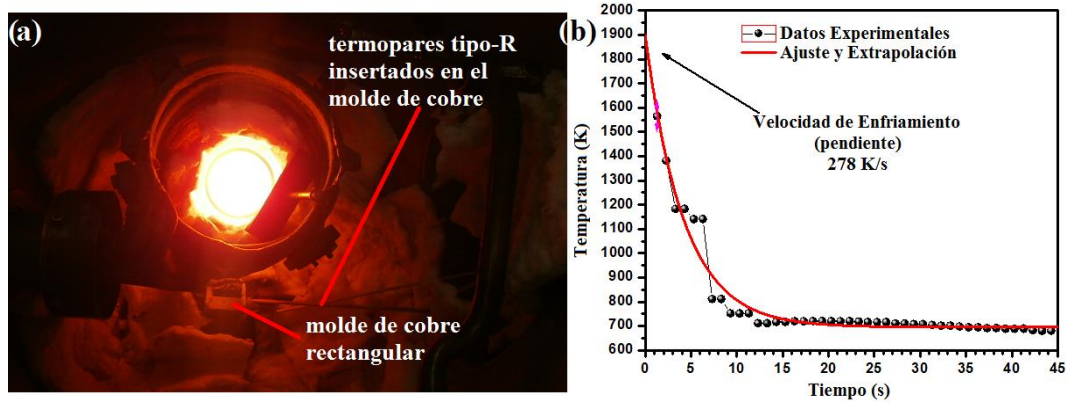 (a)
termopares tipo-R
insertados en el
molde de cobre
molde de cobre
rectangular
(b)
2000
1900
1800
1700
1600
1500
1400
1300
1200
1100
1000
900
800
700
600
Temperatura (K)
Datos Experimentales
Ajuste y Extrapolación
Velocidad de Enfriamiento
(pendiente)
278 K/s
0 5 10 15 20 25 30 35 40 45
Tiempo (s)